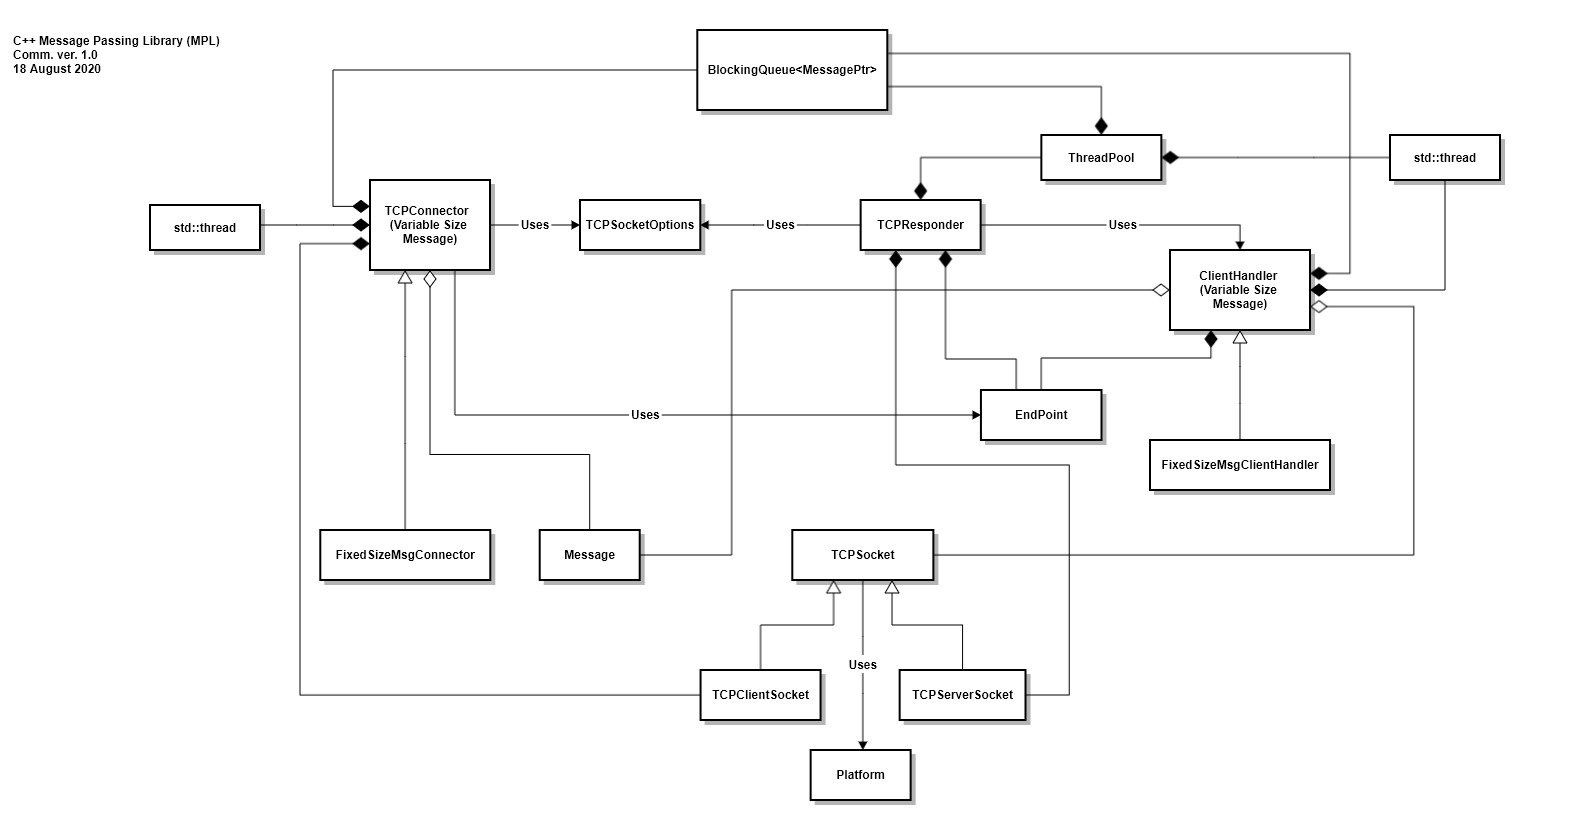 C++ Message Passing Library (MPL)
Comm. ver. 1.0
18 August 2020
BlockingQueue<MessagePtr>
ThreadPool
std::thread
std::thread
TCPConnector
(Variable Size
Message)
Uses
TCPSocketOptions
Uses
TCPResponder
Uses
ClientHandler
(Variable Size
Message)
Uses
EndPoint
FixedSizeMsgClientHandler
FixedSizeMsgConnector
Message
TCPSocket
Uses
TCPClientSocket
TCPServerSocket
Platform